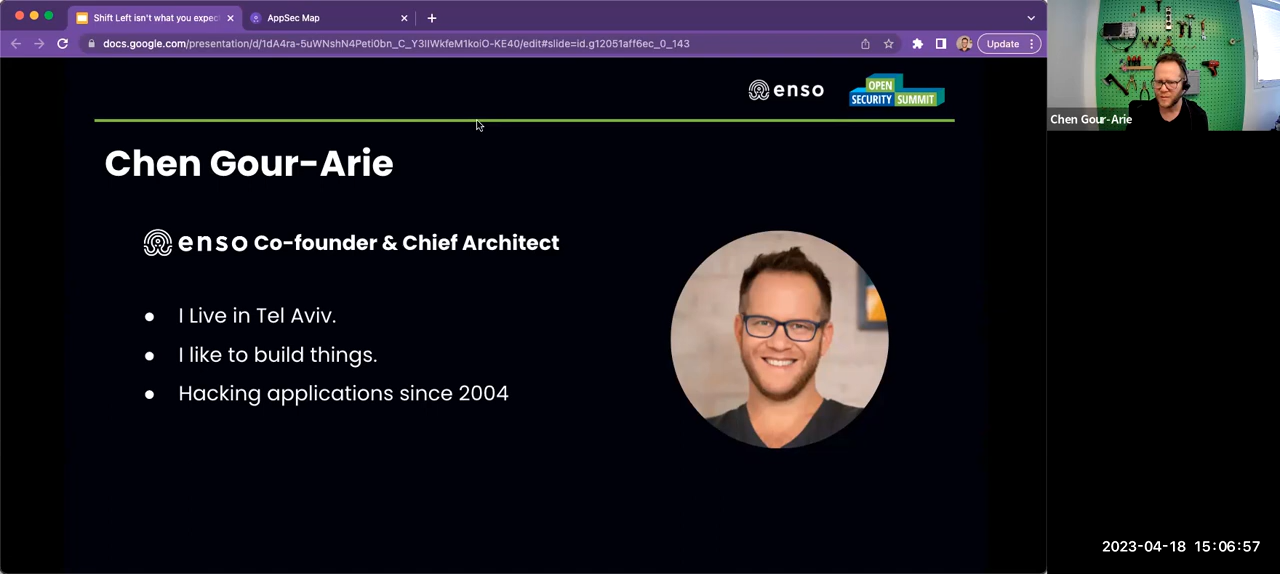 Shift Left isn't what you expec
AppSec Map
docs.google.com/presentation/d/1dA4ra-5uWNshN4Peti0bn_C_Y3IIWkfeM1koiO-KE40/edit#slide=id.g12051aff6ec_0_143
Update
enso
OPEN
SECURITY SUMMIT
Chen Gour-Arie
Chen Gour-Arie
enso Co-founder & Chief Architect
● I Live in Tel Aviv.
● I like to build things.
● Hacking applications since 2004
2023-04-18 15:06:57